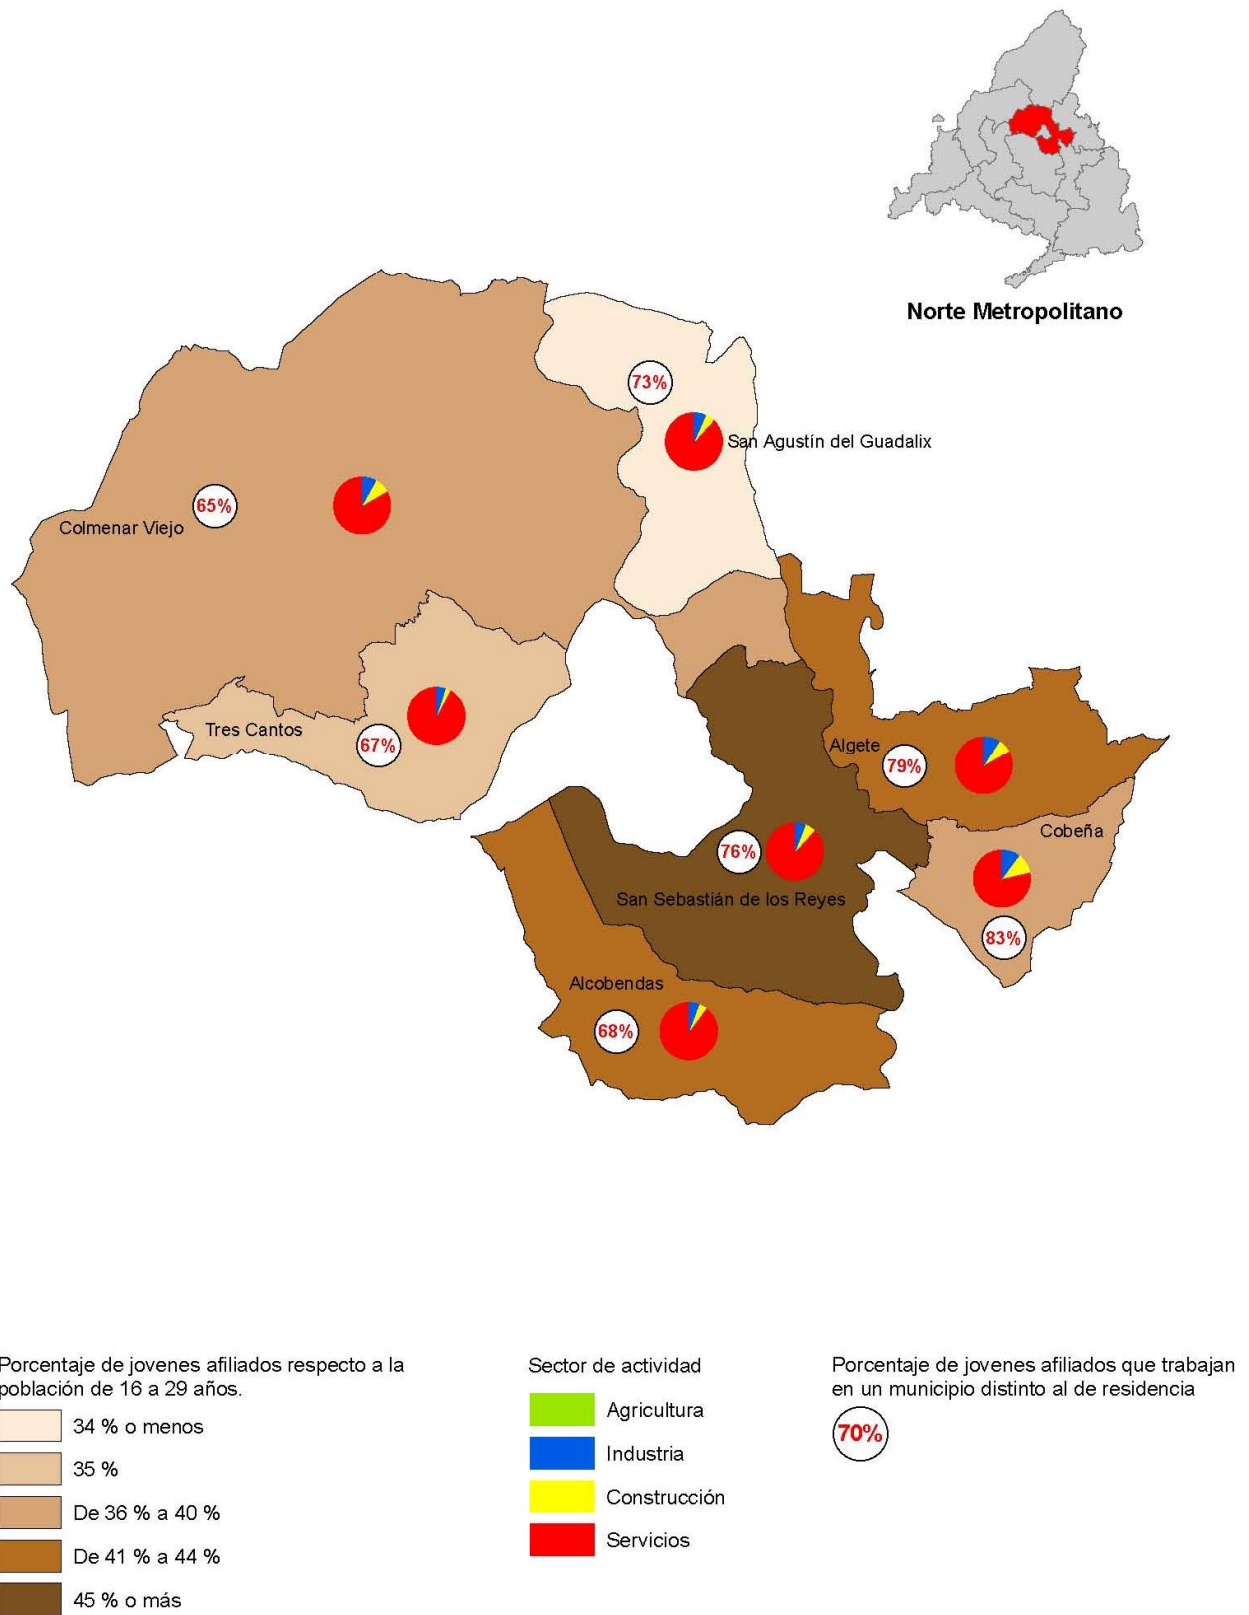 Norte Metropolitano
73%
San Agustín del Guadalix
65%
Colmenar Viejo
Tres Cantos
67%
Algete
79%
Cobeña
76%
San Sebastián de los Reyes
83%
Alcobendas
68%
Porcentaje de jovenes afiliados respecto a la
población de 16 a 29 años.
34 % o menos
35 %
De 36 % a 40 %
De 41 % a 44 %
45 % o más
Sector de actividad
Agricultura
Industria
Construcción
Servicios
Porcentaje de jovenes afiliados que trabajan
en un municipio distinto al de residencia
70%